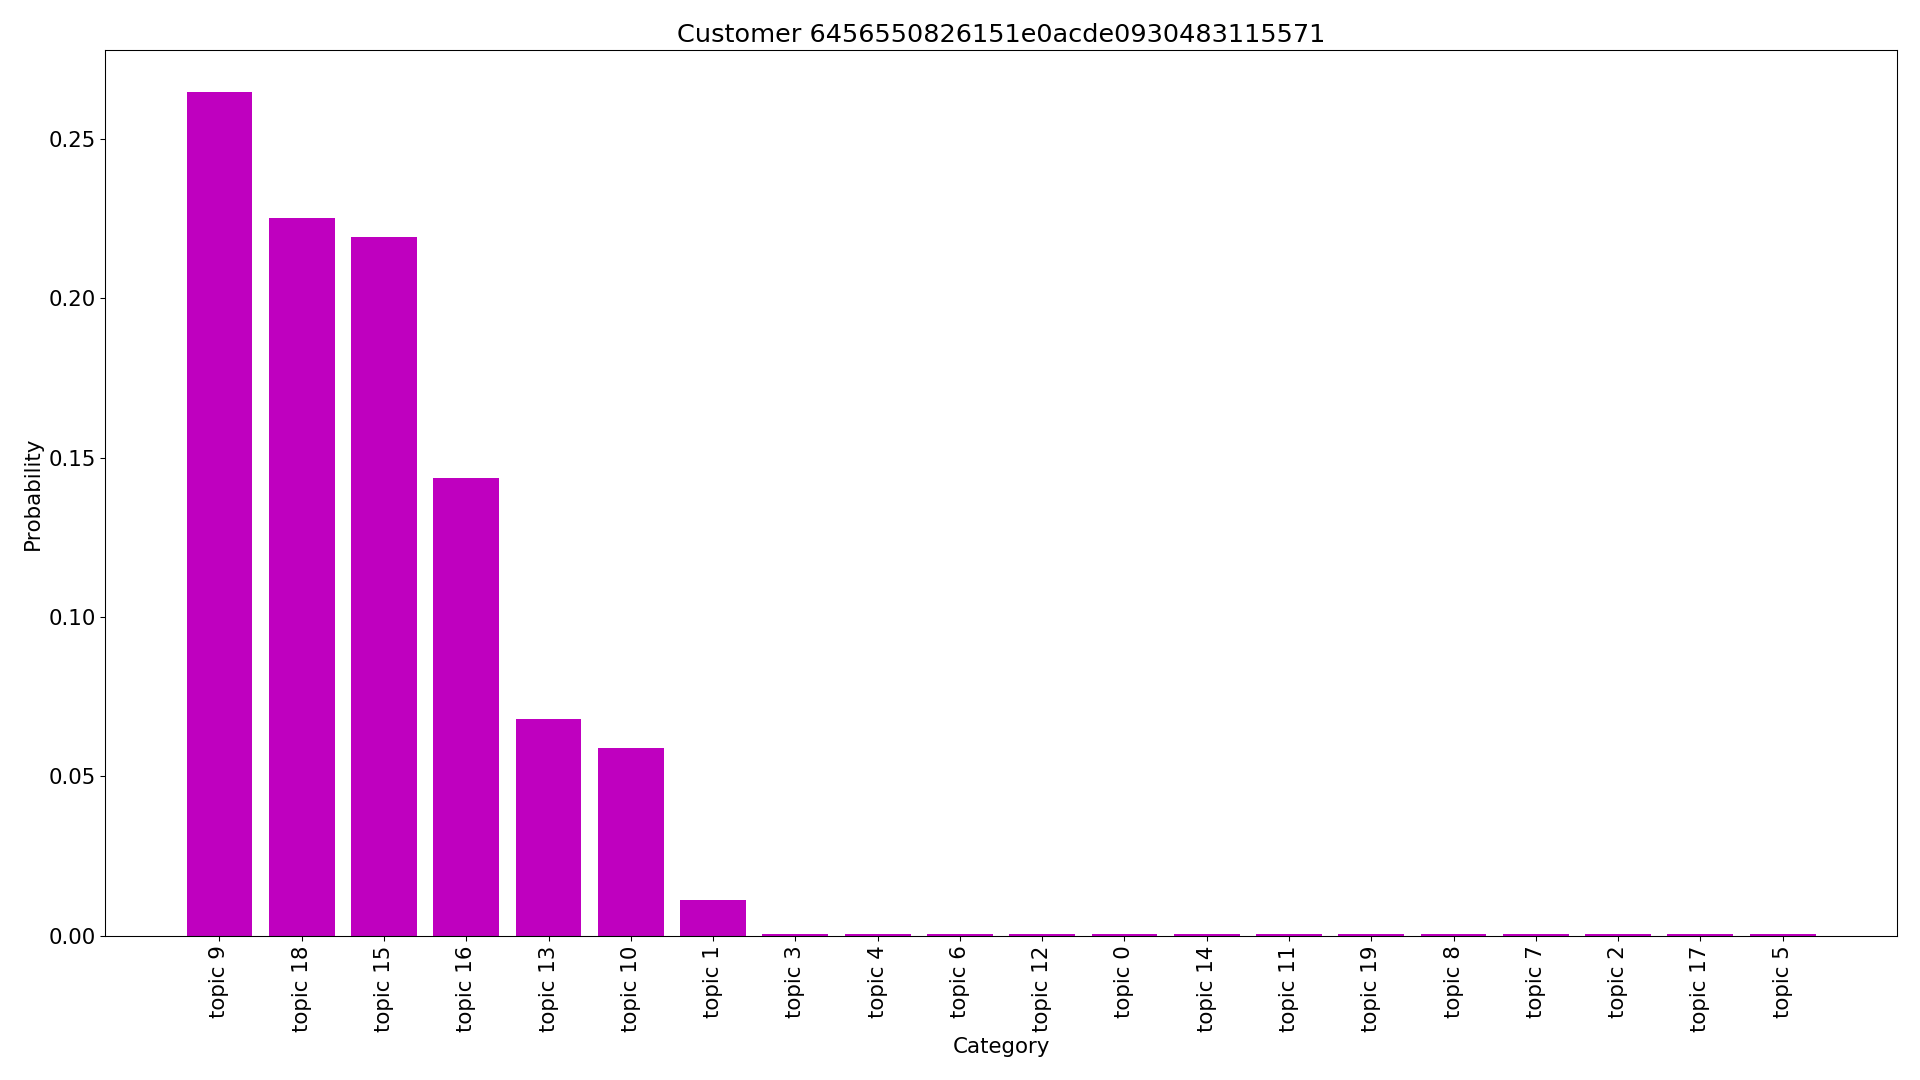 Customer 6456550826151e0acde0930483115571
Probability
0.25
0.20
0.15
0.10
0.05
0.00
topic 9
topic 18
topic 15
topic 16
topic 13
topic 10
topic 1
topic 3
topic 4
topic 6
topic 12
topic 0
topic 14
topic 11
topic 19
topic 8
topic 7
topic 2
topic 17
topic 5
Category